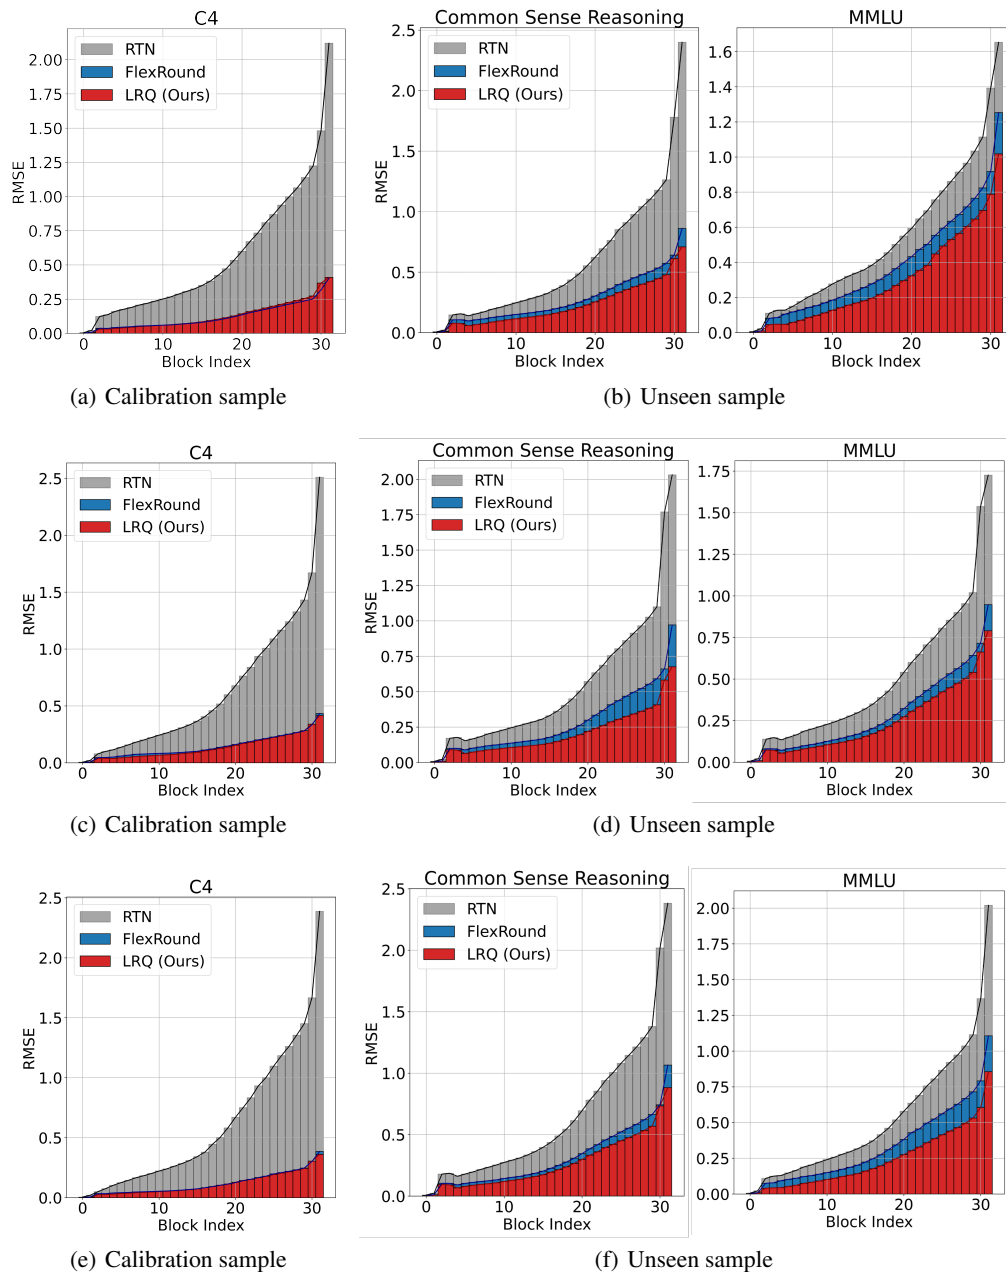 C4
RTN
FlexRound
LRQ (Ours)
RMSE
2.00
1.75
1.50
1.25
1.00
0.75
0.50
0.25
0.00
0 10 20 30
Block Index
(a) Calibration sample
Common Sense Reasoning
RTN
FlexRound
LRQ (Ours)
2.5
2.0
1.5
1.0
0.5
0.0
0 10 20 30
Block Index
MMLU
1.6
1.4
1.2
1.0
0.8
0.6
0.4
0.2
0.0
0 10 20 30
Block Index
(b) Unseen sample
C4
RTN
FlexRound
LRQ (Ours)
RMSE
2.5
2.0
1.5
1.0
0.5
0.0
0 10 20 30
Block Index
(c) Calibration sample
Common Sense Reasoning
RTN
FlexRound
LRQ (Ours)
RMSE
2.00
1.75
1.50
1.25
1.00
0.75
0.50
0.25
0.00
0 10 20 30
Block Index
MMLU
1.75
1.50
1.25
1.00
0.75
0.50
0.25
0.00
0 10 20 30
Block Index
(d) Unseen sample
C4
RTN
FlexRound
LRQ (Ours)
RMSE
2.5
2.0
1.5
1.0
0.5
0.0
0 10 20 30
Block Index
(e) Calibration sample
Common Sense Reasoning
RTN
FlexRound
LRQ (Ours)
RMSE
2.5
2.0
1.5
1.0
0.5
0.0
0 10 20 30
Block Index
MMLU
2.00
1.75
1.50
1.25
1.00
0.75
0.50
0.25
0.00
0 10 20 30
Block Index
(f) Unseen sample